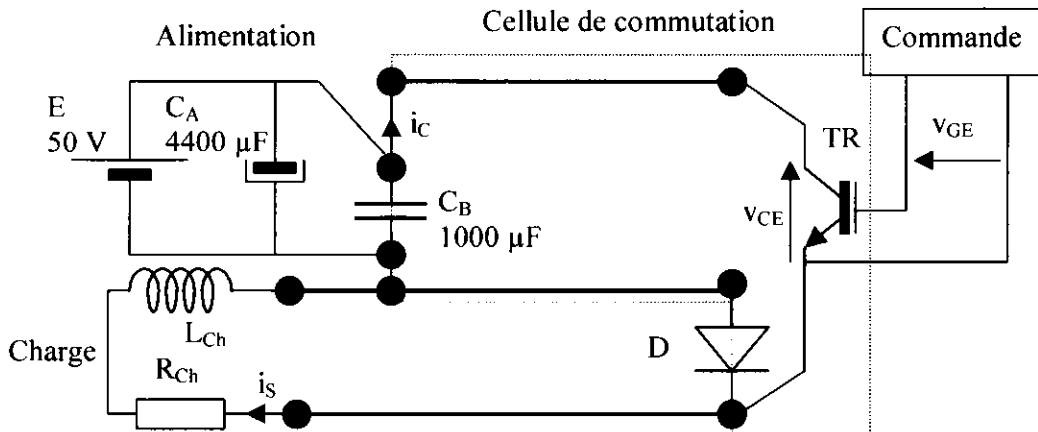 Cellule de commutation
Alimentation
Commande
E
50 V
C_A
4400 µF
i_C
TR
v_GE
C_B
1000 µF
v_CE
L_Ch
Charge
R_Ch
i_S
D